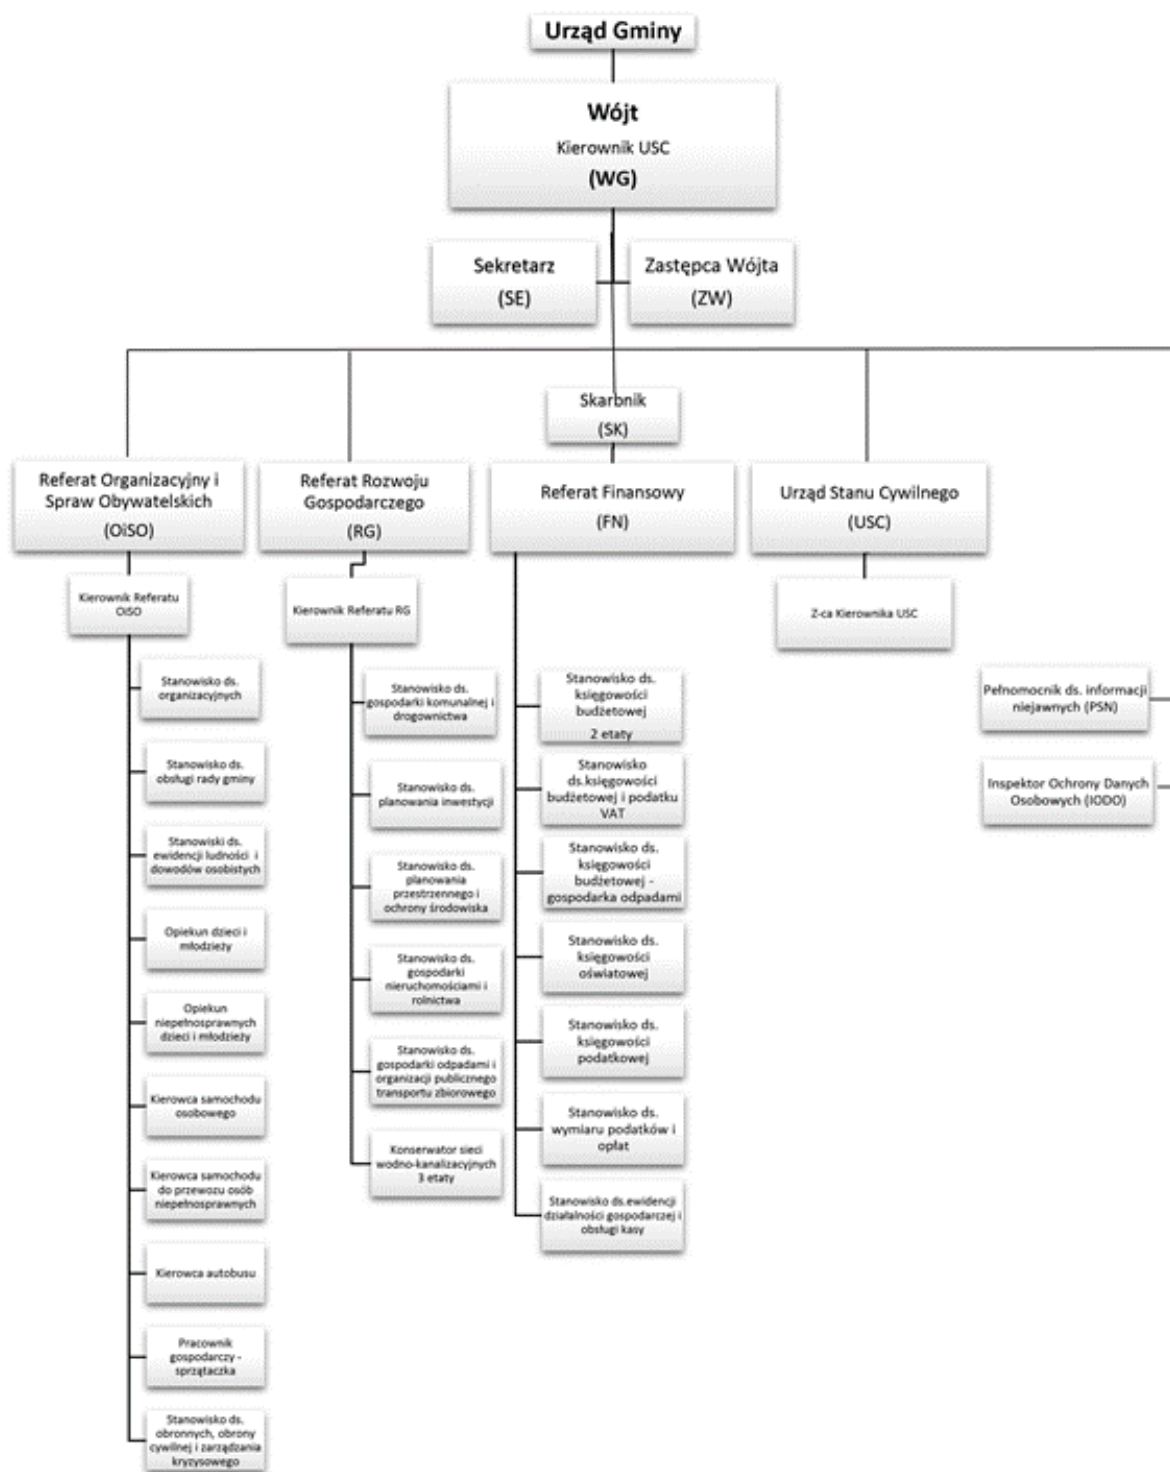 Urząd Gminy
Wójt
Kierownik USC
(WG)
Sekretarz
(SE)
Zastępca Wójta
(ZW)
Skarbnik
(SK)
Referat Organizacyjny i
Spraw Obywatelskich
(OiSO)
Referat Rozwoju
Gospodarczego
(RG)
Referat Finansowy
(FN)
Urząd Stanu Cywilnego
(USC)
Kierownik Referatu
OiSO
Stanowisko ds.
organizacyjnych
Stanowisko ds.
obsługi rady gminy
Stanowiski ds.
ewidencji ludności i
dowodów osobistych
Opiekun dzieci i
młodzieży
Opiekun
niepełnosprawnych
dzieci i młodzieży
Kierowca samochodu
osobowego
Kierowca samochodu
do przewozu osób
niepełnosprawnych
Kierowca autobusu
Pracownik
gospodarczy -
sprzątaczka
Stanowisko ds.
obronnych, obrony
cywilnej i zarządzania
kryzysowego
Kierownik Referatu RG
Stanowisko ds.
gospodarki komunalnej i
drogownictwa
Stanowisko ds.
planowania inwestycji
Stanowisko ds.
planowania
przestrzennego i
ochrony środowiska
Stanowisko ds.
gospodarki
nieruchomościami i
rolnictwa
Stanowisko ds.
gospodarki odpadami i
organizacji publicznego
transportu zbiorowego
Konserwator sieci
wodno-kanalizacyjnych
3 etaty
Stanowisko ds.
księgowości
budżetowej
2 etaty
Stanowisko
ds.księgowości
budżetowej i podatku
VAT
Stanowisko ds.
księgowości
budżetowej -
gospodarka odpadami
Stanowisko ds.
księgowości
oświatowej
Stanowisko ds.
księgowości
podatkowej
Stanowisko ds.
wymiaru podatków i
opłat
Stanowisko ds.ewidencji
działalności gospodarczej i
obsługi kasy
Z-ca Kierownika USC
Pełnomocnik ds. informacji
niejawnych (PSN)
Inspektor Ochrony Danych
Osobowych (IODO)